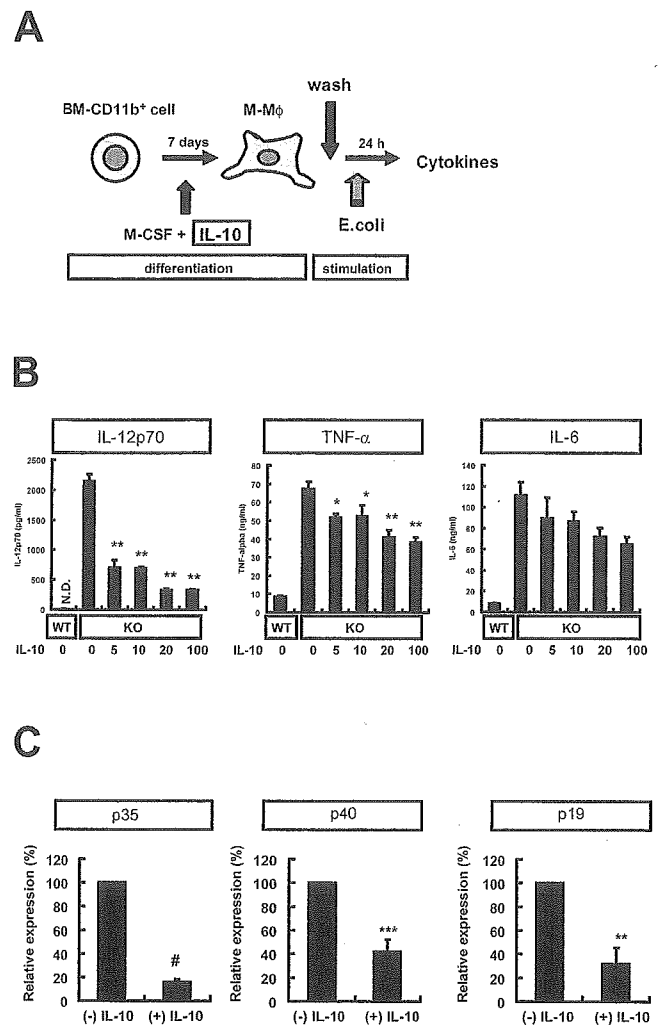 A
wash
BM-CD11b+ cell
M-Mϕ
7 days
24 h
Cytokines
E.coli
M-CSF + IL-10
differentiation
stimulation
B
IL-12p70
TNF-α
IL-6
2500
2000
1500
1000
500
0
IL-12p70 (pg/ml)
N.D.
**
**
**
**
80
70
60
50
40
30
20
10
0
TNF-alpha (ng/ml)
*
*
**
**
140
120
100
80
60
40
20
0
IL-6 (ng/ml)
WT KO
WT KO
WT KO
IL-10 0 0 5 10 20 100
IL-10 0 0 5 10 20 100
IL-10 0 0 5 10 20 100
C
p35
p40
p19
Relative expression (%)
120
100
80
60
40
20
0
#
(-) IL-10 (+) IL-10
Relative expression (%)
120
100
80
60
40
20
0
***
(-) IL-10 (+) IL-10
Relative expression (%)
120
100
80
60
40
20
0
**
(-) IL-10 (+) IL-10